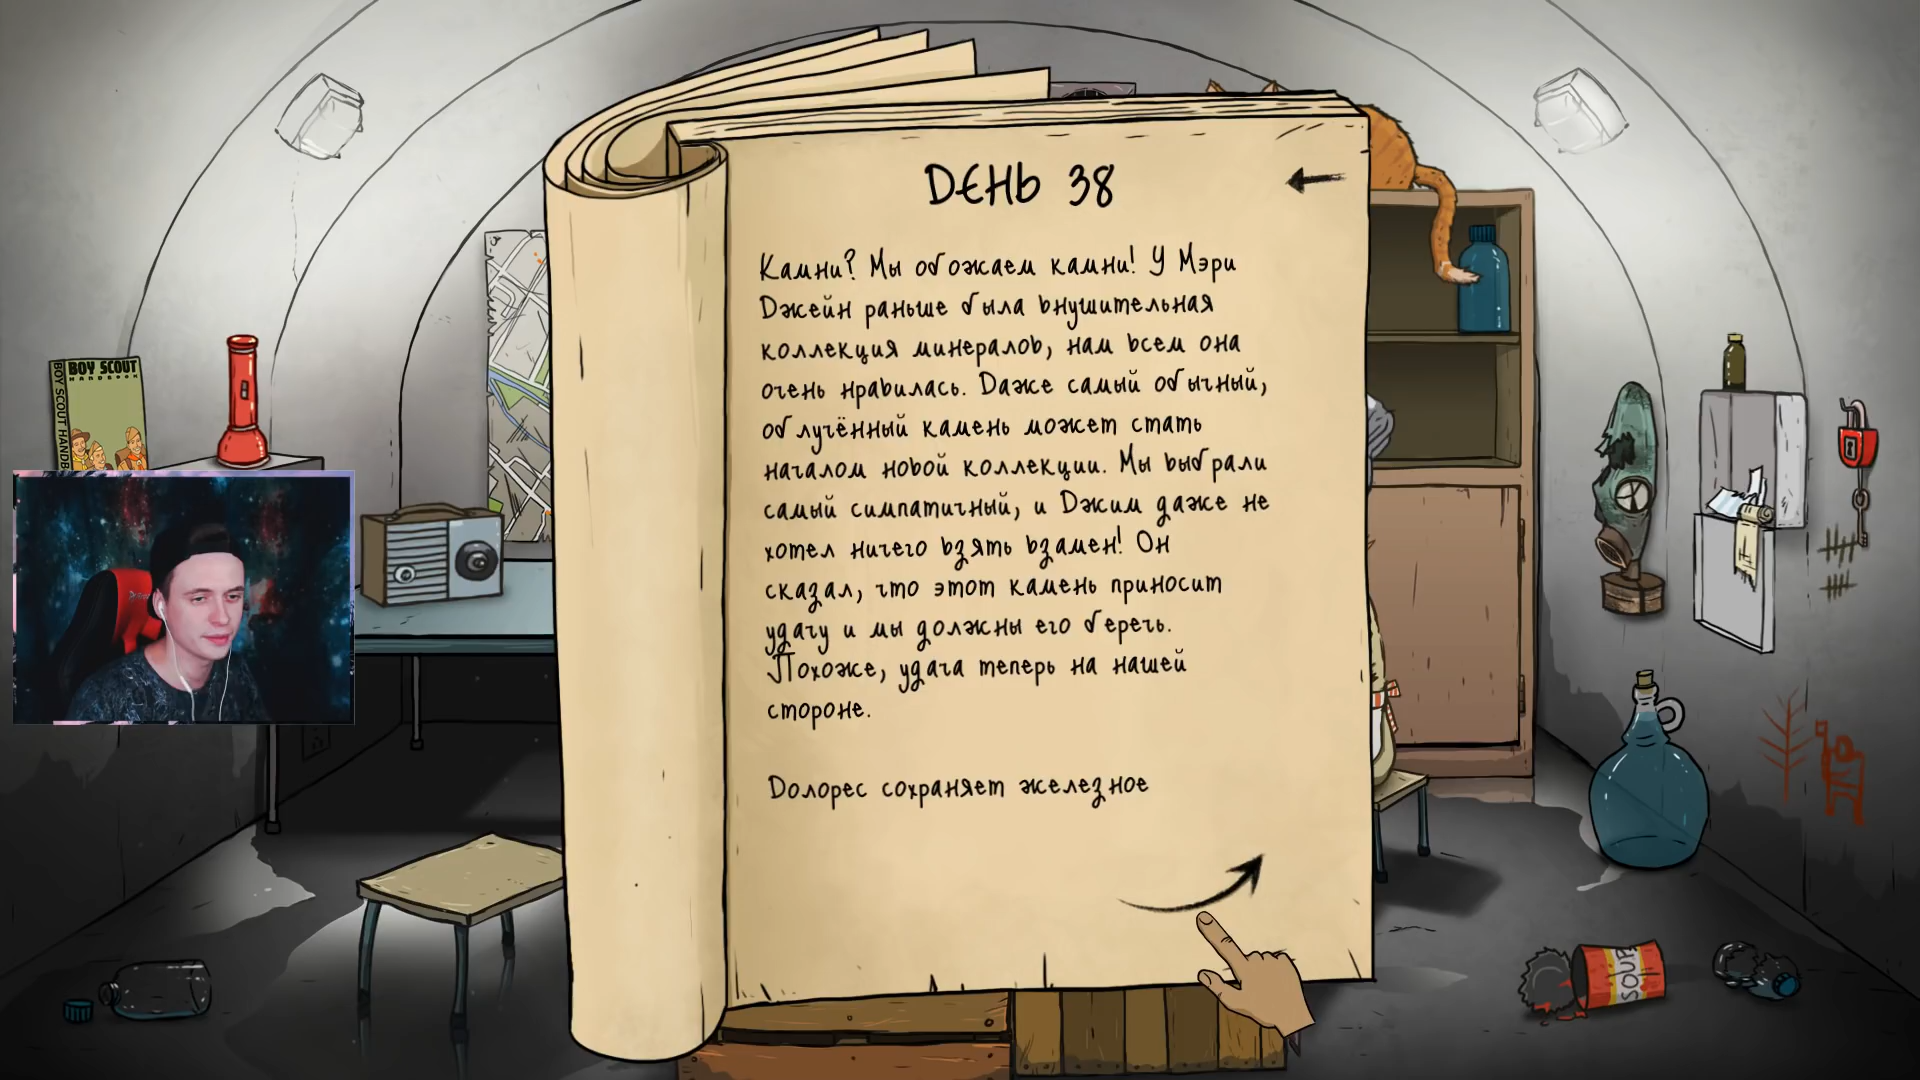 ДЕНЬ 38
Камни? Мы обожаем камни! У Мэри
Джейн раньше была внушительная
коллекция минералов, нам всем она
очень нравилась. Даже самый обычный,
облучённый камень может стать
началом новой коллекции. Мы выбрали
самый симпатичный, и Джим даже не
хотел ничего взять взамен! Он
сказал, что этот камень приносит
удачу и мы должны его беречь.
Похоже, удача теперь на нашей
стороне.
Долорес сохраняет железное
BOY SCOUT
HANDBOOK
BOY SCOUT HANDB
SOUP